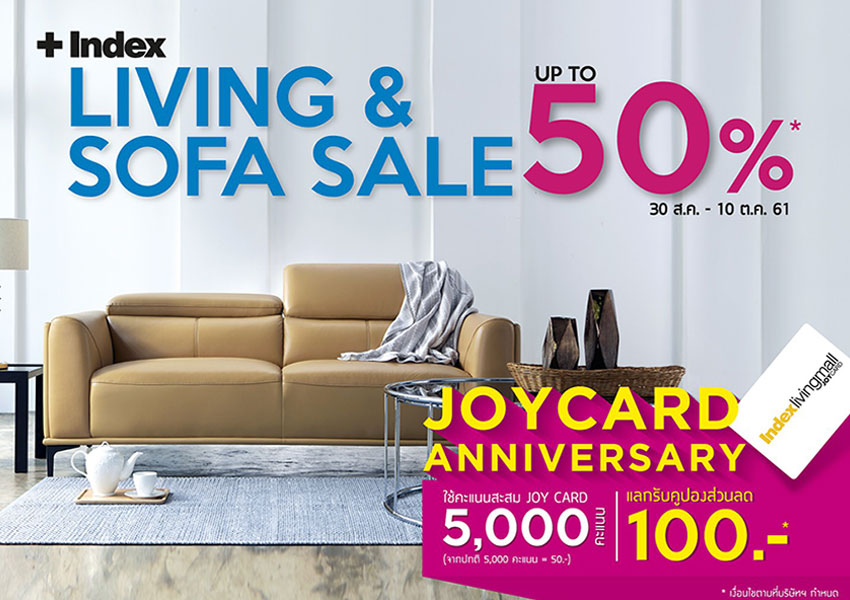 +Index
LIVING &
SOFA SALE
UP TO
50%*
30 ส.ค. - 10 ต.ค. 61
Indexlivingmall
JOYCARD
JOYCARD
ANNIVERSARY
ใช้คะแนนสะสม JOY CARD
5,000 คะแนน
(จากปกติ 5,000 คะแนน = 50.-)
แลกรับคูปองส่วนลด
100.-*
* เงื่อนไขตามที่บริษัทฯ กำหนด